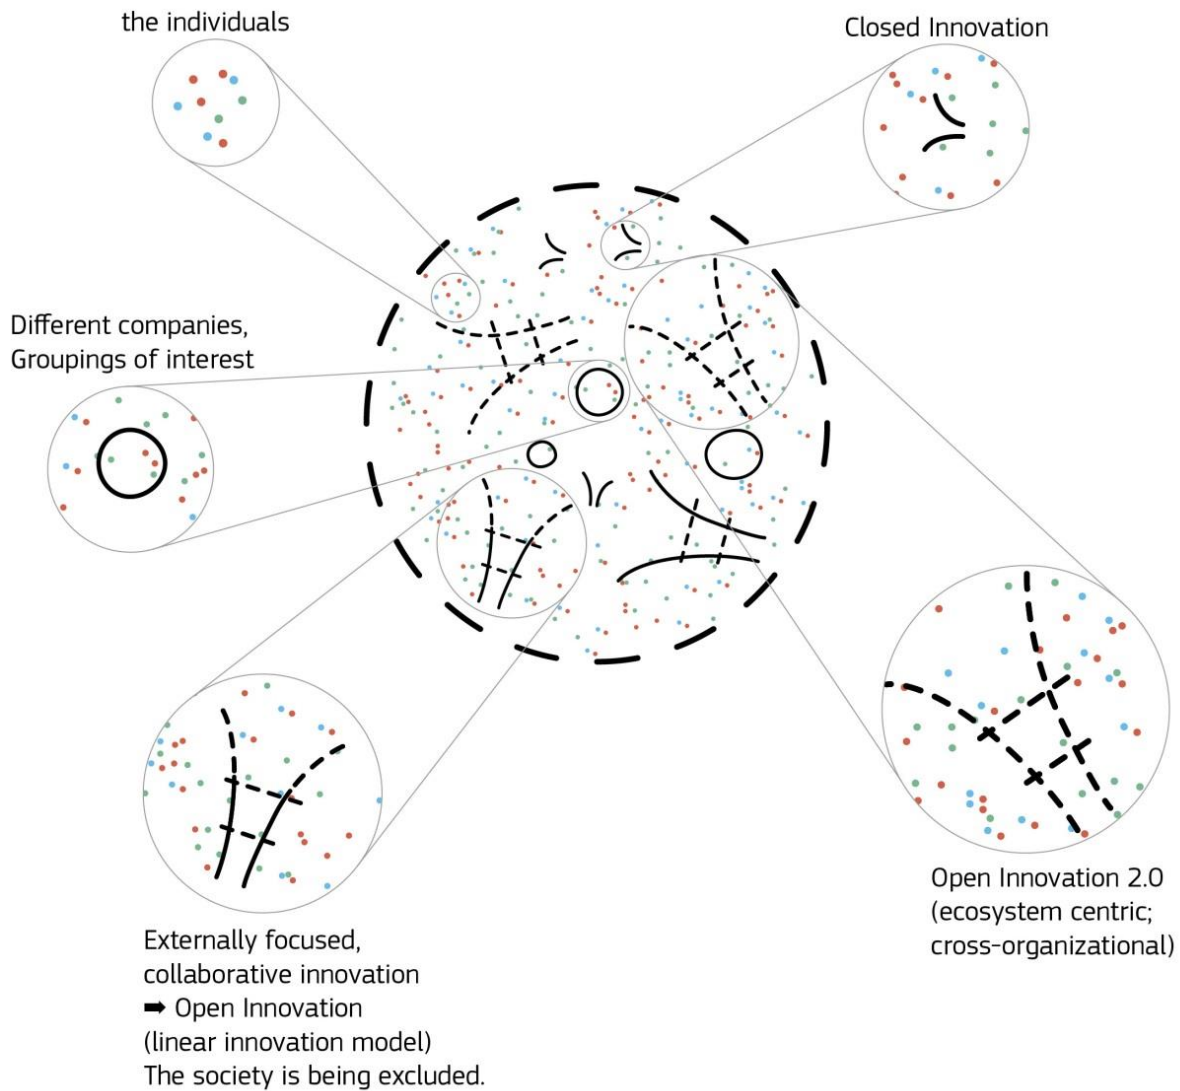 the individuals
Closed Innovation
Different companies,
Groupings of interest
Open Innovation 2.0
(ecosystem centric;
cross-organizational)
Externally focused,
collaborative innovation
➡ Open Innovation
(linear innovation model)
The society is being excluded.